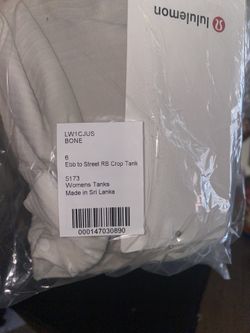 lululemon
LW1CJUS
BONE
6
Ebb to Street RB Crop Tank
5173
Womens Tanks
Made in Sri Lanka
000147030890